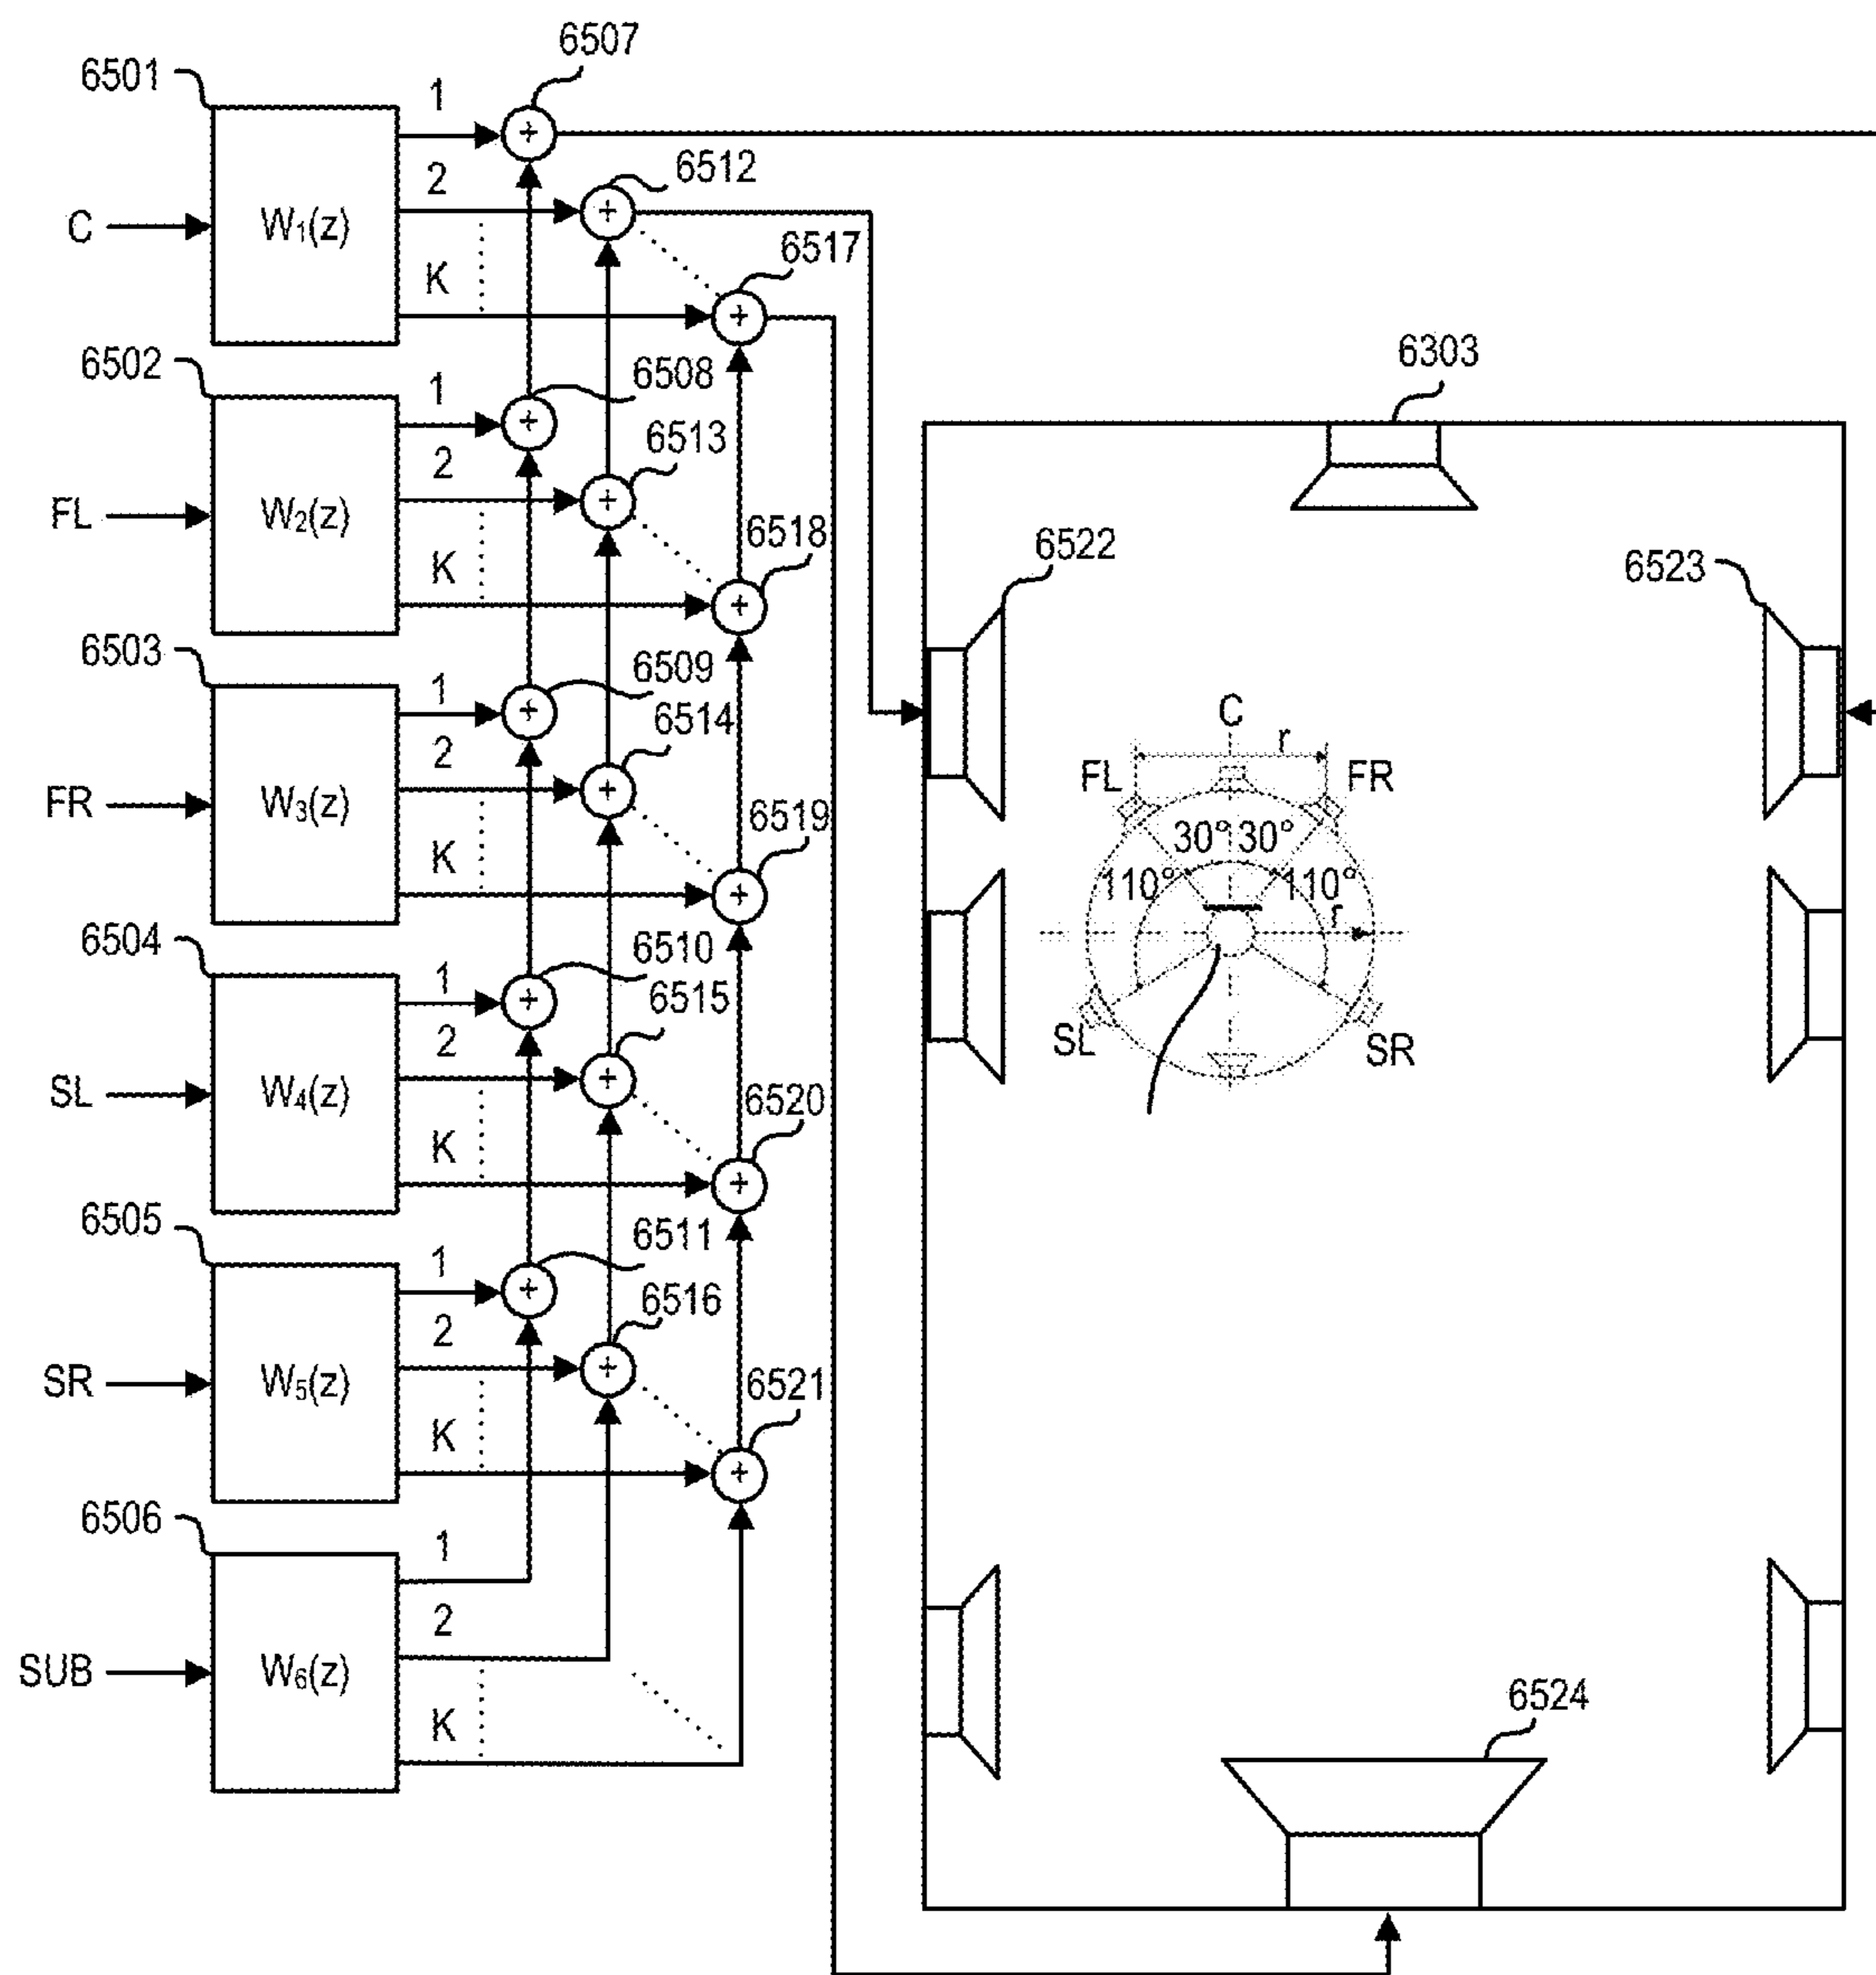 6507
6501
1
6512
2
C
W₁(z)
6517
K
6502
1
6508
6303
2
6513
FL
W₂(z)
6518
6522
6523
K
6503
1
6509
2
6514
C
r
FL
FR
FR
W₃(z)
6519
30°
30°
K
110°
110°
r
6504
6510
1
6515
2
SL
SR
SL
W₄(z)
6520
K
6505
6511
1
6516
2
SR
W₅(z)
6521
K
6506
1
2
SUB
W₆(z)
6524
K